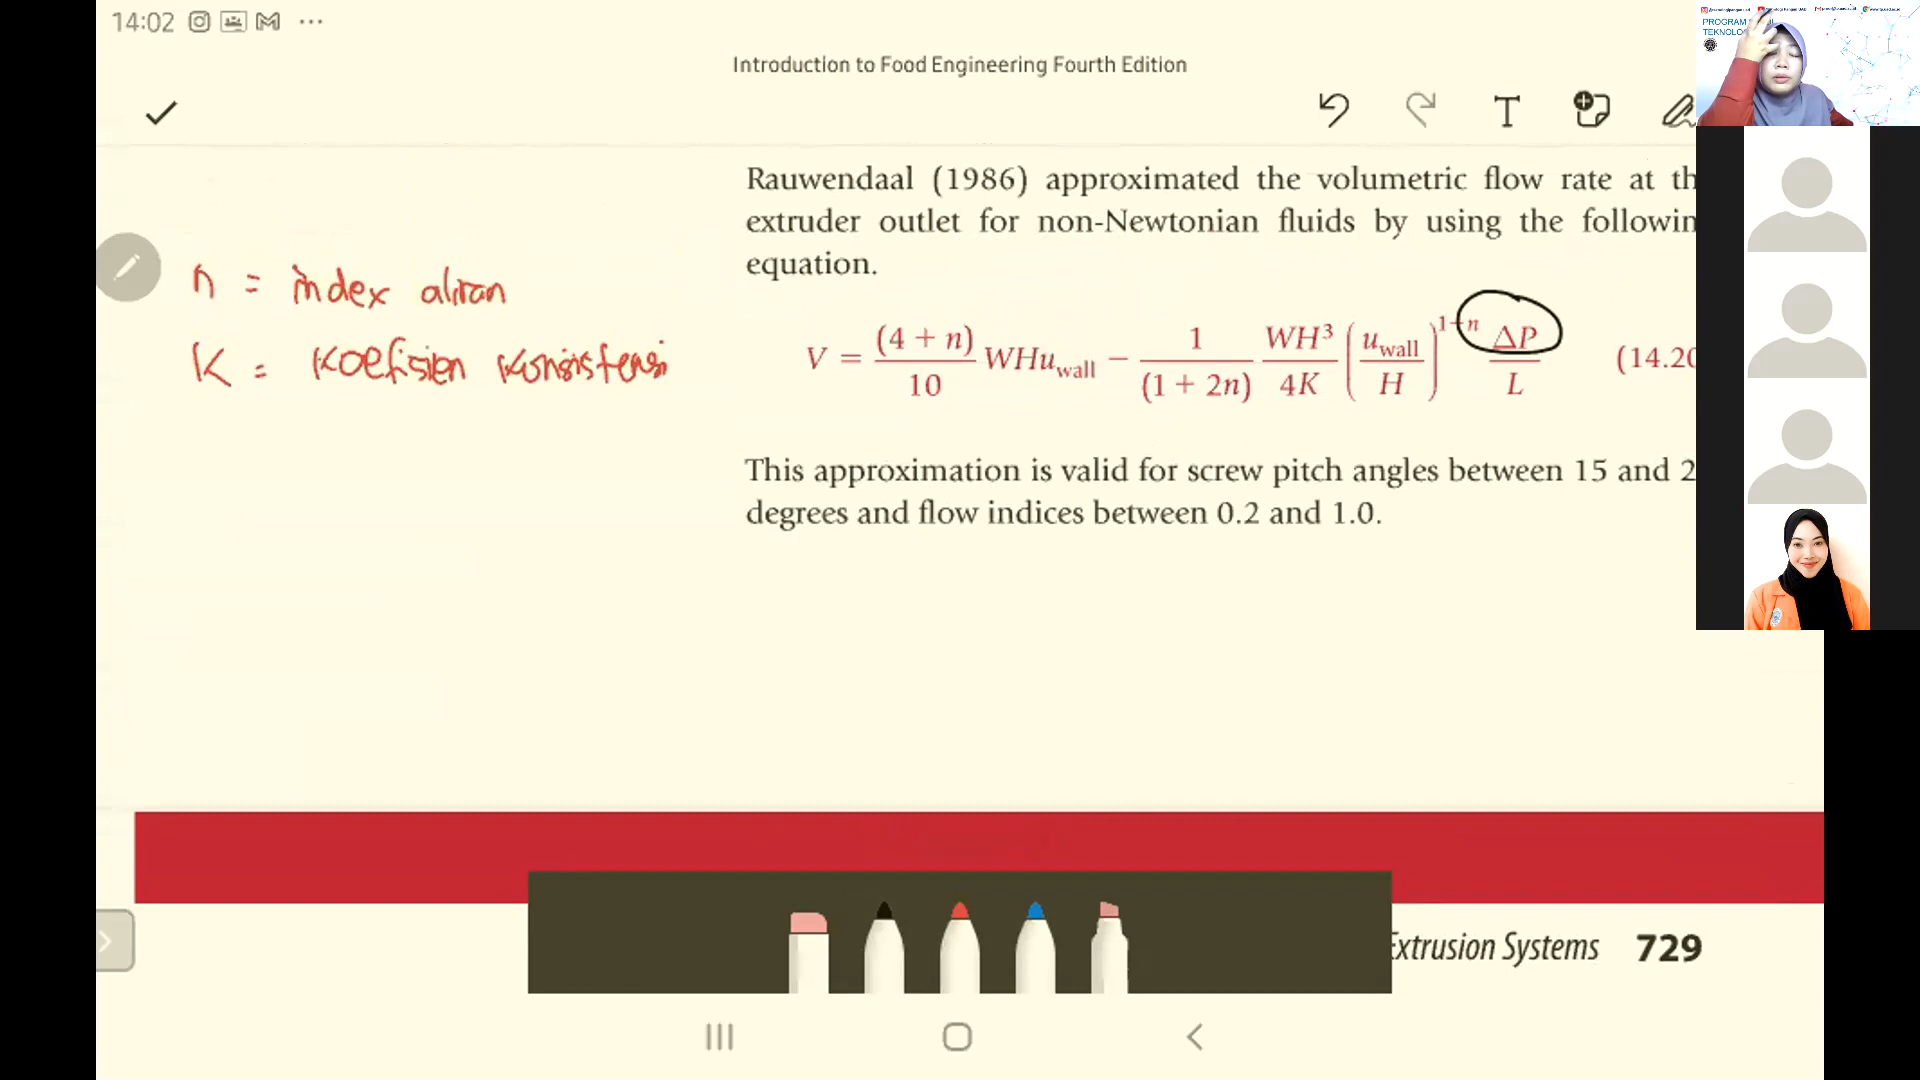 14:02 ...
Introduction to Food Engineering Fourth Edition
T
PROGRAM
Rauwendaal (1986) approximated the volumetric flow rate at th
extruder outlet for non-Newtonian fluids by using the followin
equation.
n = index aliran
K = Koefisien Konsistensi
V = (4 + n)/10 WHu_wall − 1/(1 + 2n) WH³/4K (u_wall/H)^1+n ΔP/L (14.20
This approximation is valid for screw pitch angles between 15 and 2
degrees and flow indices between 0.2 and 1.0.
Extrusion Systems 729